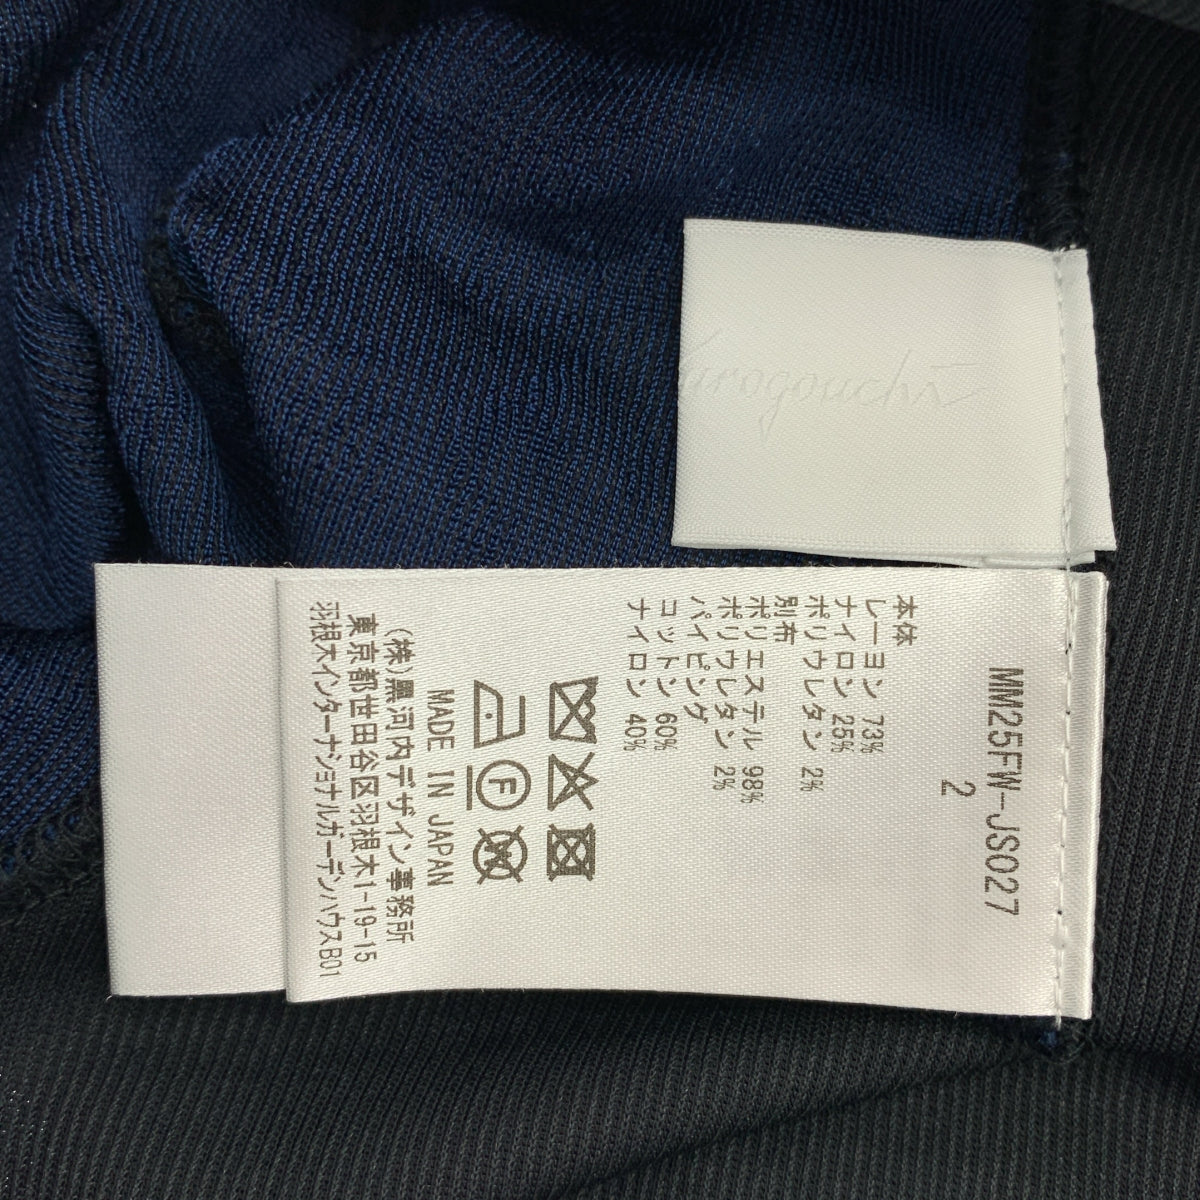 kurogouchi
MM25FW-JS027
2
本体
レーヨン 73%
ナイロン 25%
ポリウレタン 2%
別布
ポリエステル 98%
ポリウレタン 2%
パイピング
コットン 60%
ナイロン 40%
F
W
MADE IN JAPAN
(株)黒河内デザイン事務所
東京都世田谷区羽根木1-19-15
羽根木インターナショナルガーデンハウスB01